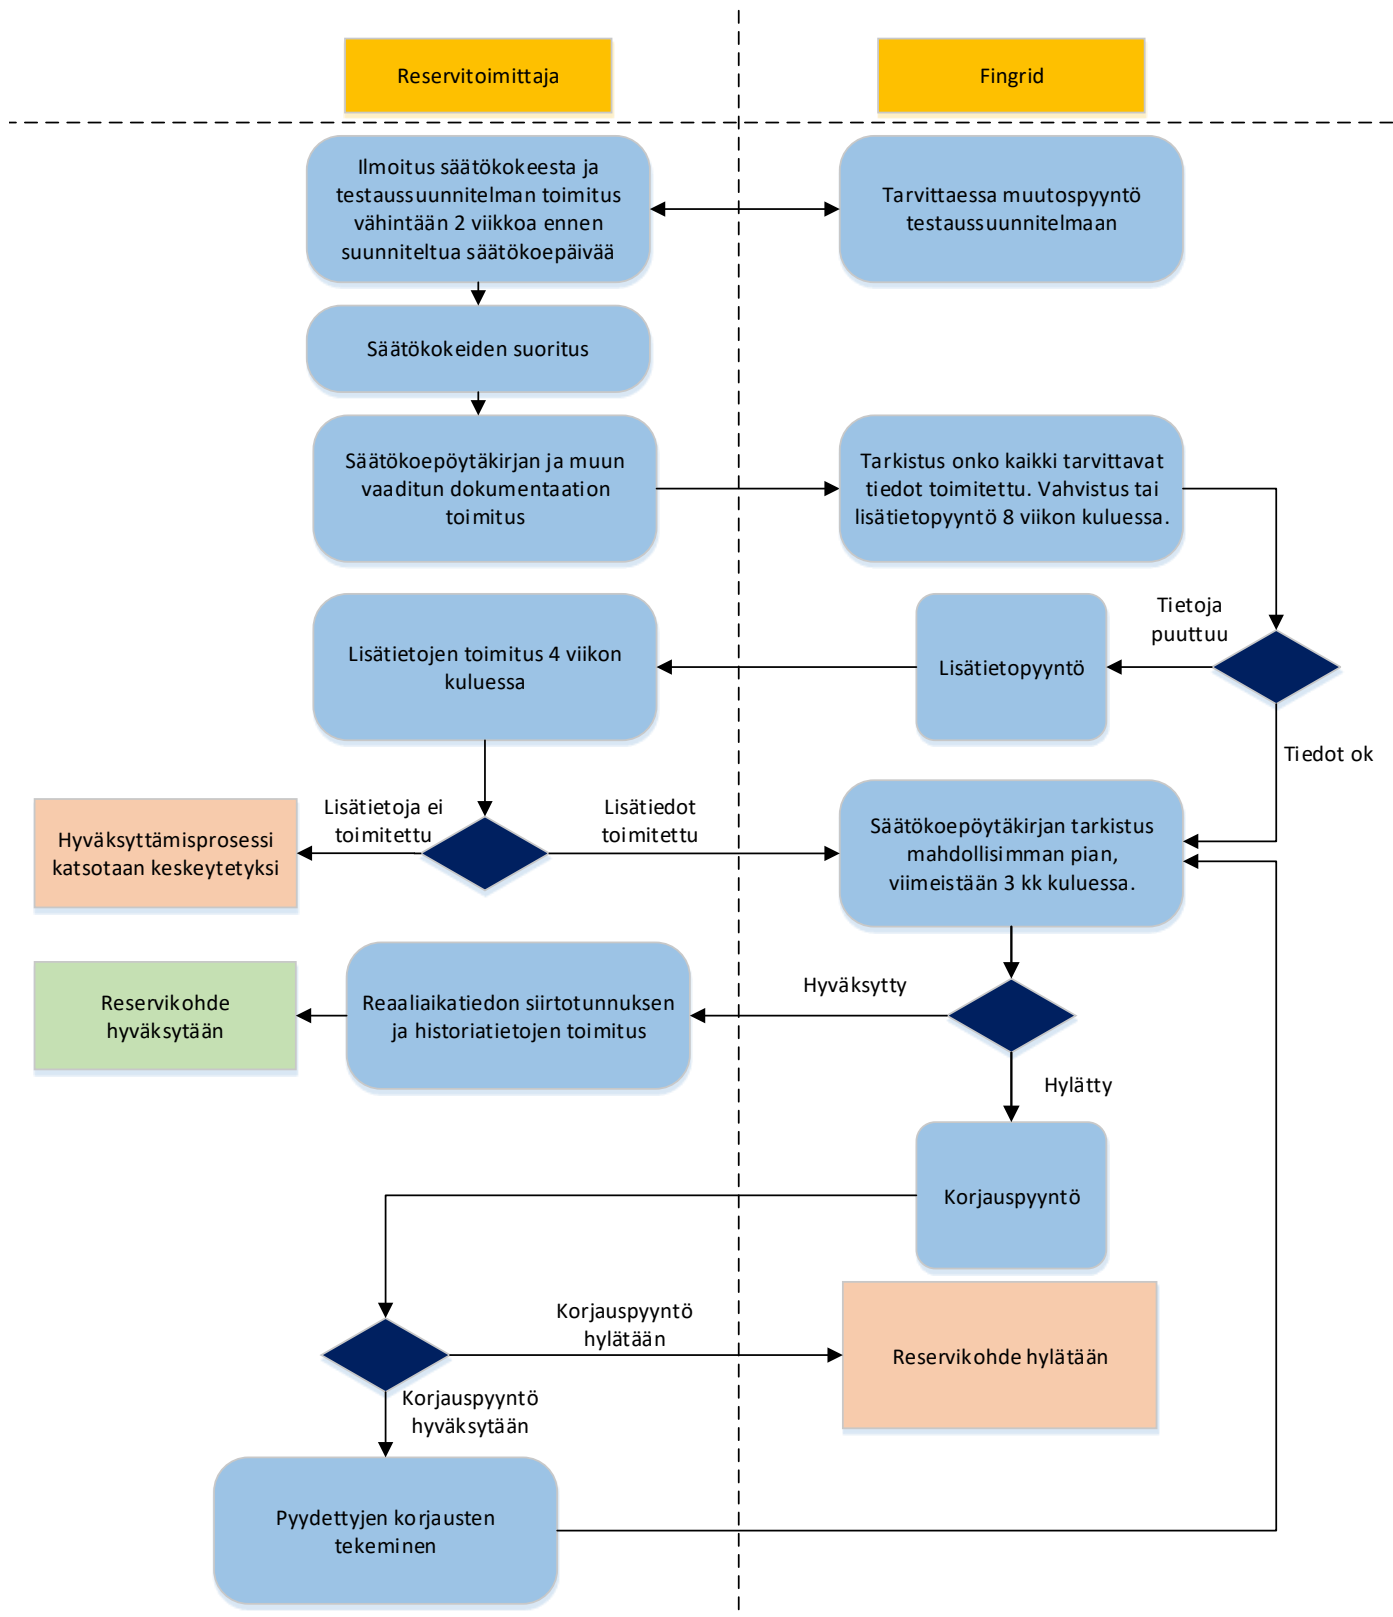 Reservitoimittaja
Fingrid
Ilmoitus säätökokeesta ja
testaussuunnitelman toimitus
vähintään 2 viikkoa ennen
suunniteltua säätökoepäivää
Tarvittaessa muutospyyntö
testaussuunnitelmaan
Säätökokeiden suoritus
Säätökoepöytäkirjan ja muun
vaaditun dokumentaation
toimitus
Tarkistus onko kaikki tarvittavat
tiedot toimitettu. Vahvistus tai
lisätietopyyntö 8 viikon kuluessa.
Tietoja
puuttuu
Lisätietojen toimitus 4 viikon
kuluessa
Lisätietopyyntö
Tiedot ok
Lisätietoja ei
toimitettu
Lisätiedot
toimitettu
Hyväksyttämisprosessi
katsotaan keskeytetyksi
Säätökoepöytäkirjan tarkistus
mahdollisimman pian,
viimeistään 3 kk kuluessa.
Hyväksytty
Reservikohde
hyväksytään
Reaaliaikatiedon siirtotunnuksen
ja historiatietojen toimitus
Hylätty
Korjauspyyntö
Korjauspyyntö
hylätään
Reservikohde hylätään
Korjauspyyntö
hyväksytään
Pyydettyjen korjausten
tekeminen